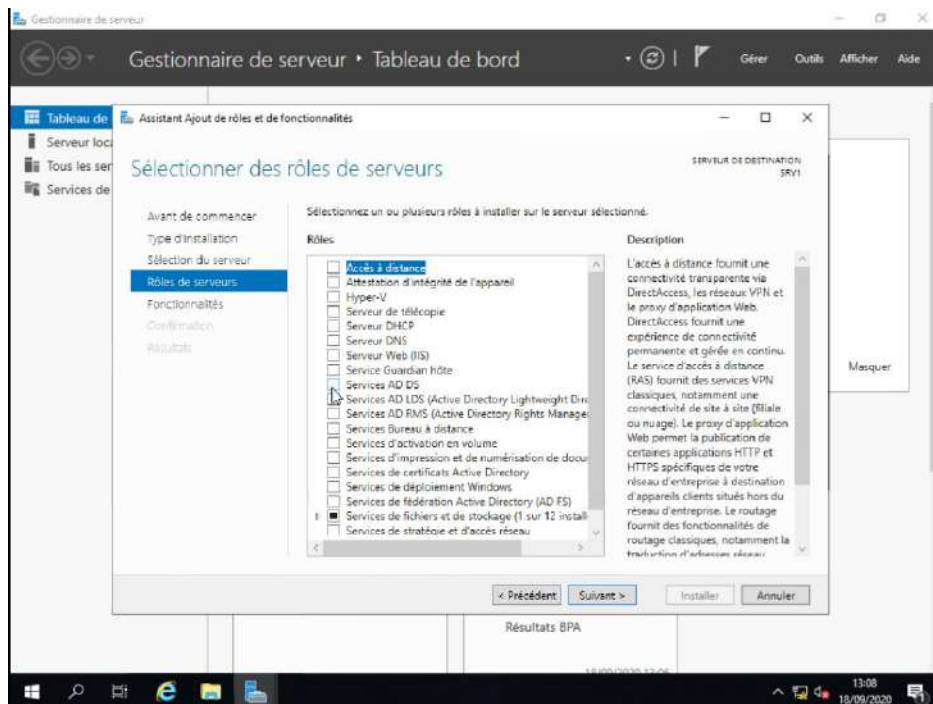 Gestionnaire de serveur
Gestionnaire de serveur • Tableau de bord
Gérer Outils Afficher Aide
Tableau de
Serveur loca
Tous les ser
Services de
Assistant Ajout de rôles et de fonctionnalités
Sélectionner des rôles de serveurs
SERVEUR DE DESTINATION
SRV1
Avant de commencer
Type d'installation
Sélection du serveur
Rôles de serveurs
Fonctionnalités
Confirmation
Résultats
Sélectionnez un ou plusieurs rôles à installer sur le serveur sélectionné.
Rôles
Accès à distance
Attestation d'intégrité de l'appareil
Hyper-V
Serveur de télécopie
Serveur DHCP
Serveur DNS
Serveur Web (IIS)
Service Guardian hôte
Services AD DS
Services AD LDS (Active Directory Lightweight Dire
Services AD RMS (Active Directory Rights Manage
Services Bureau à distance
Services d'activation en volume
Services d'impression et de numérisation de docu
Services de certificats Active Directory
Services de déploiement Windows
Services de fédération Active Directory (AD FS)
Services de fichiers et de stockage (1 sur 12 install
Services de stratégie et d'accès réseau
Description
L'accès à distance fournit une
connectivité transparente via
DirectAccess, les réseaux VPN et
le proxy d'application Web.
DirectAccess fournit une
expérience de connectivité
permanente et gérée en continu.
Le service d'accès à distance
(RAS) fournit des services VPN
classiques, notamment une
connectivité de site à site (filiale
ou nuage). Le proxy d'application
Web permet la publication de
certaines applications HTTP et
HTTPS spécifiques de votre
réseau d'entreprise à destination
d'appareils clients situés hors du
réseau d'entreprise. Le routage
fournit des fonctionnalités de
routage classiques, notamment la
traduction d'adresses réseau
Masquer
< Précédent Suivant > Installer Annuler
Résultats BPA
18/09/2020 13:06
13:08
18/09/2020